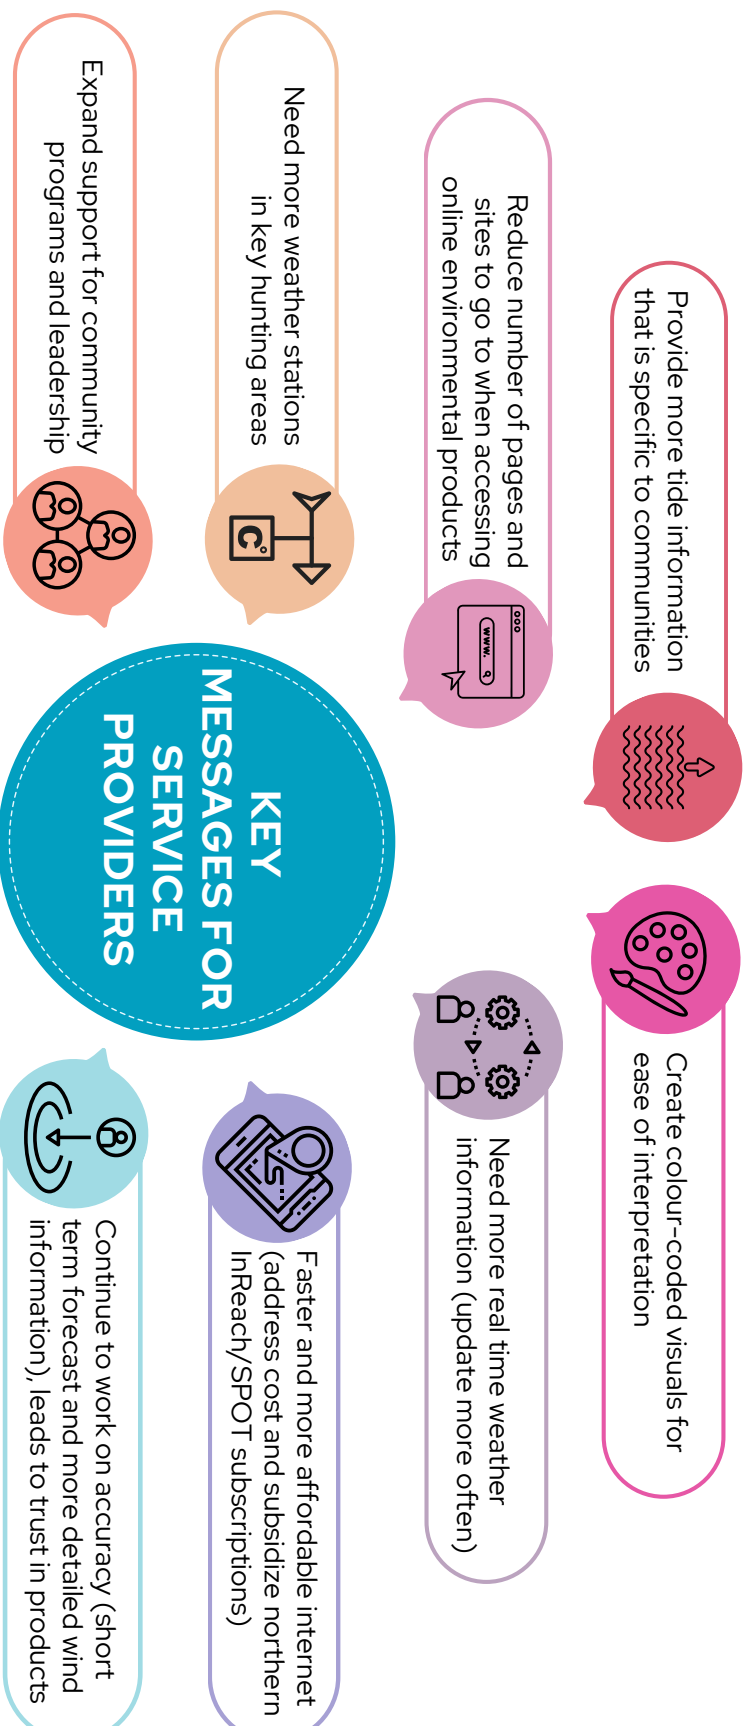 Provide more tide information
that is specific to communities
Create colour-coded visuals for
ease of interpretation
Reduce number of pages and
sites to go to when accessing
online environmental products
www.
Need more real time weather
information (update more often)
Need more weather stations
in key hunting areas
°C
KEY
MESSAGES FOR
SERVICE
PROVIDERS
Faster and more affordable internet
(address cost and subsidize northern
InReach/SPOT subscriptions)
Expand support for community
programs and leadership
Continue to work on accuracy (short
term forecast and more detailed wind
information), leads to trust in products